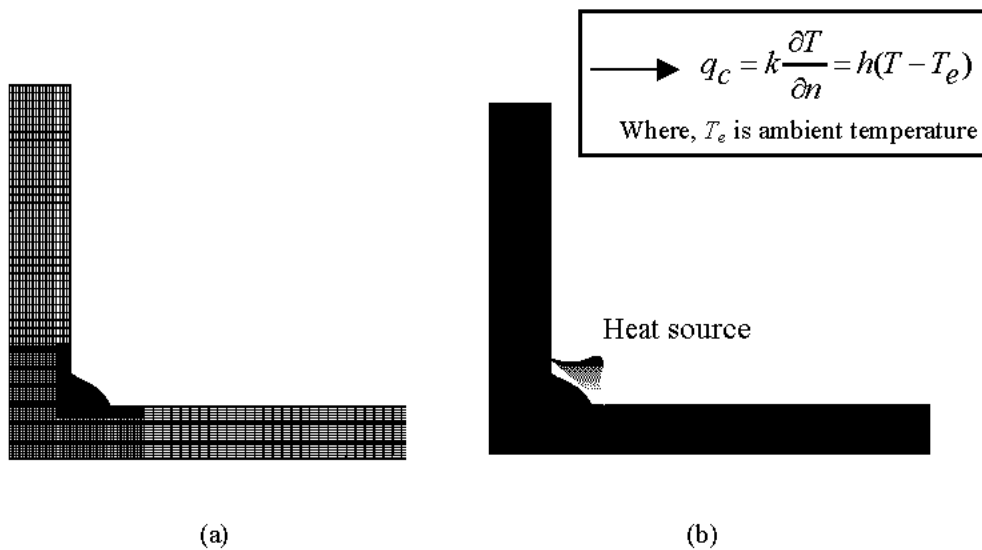 q_c = k ∂T/∂n = h(T − T_e)
Where, T_e is ambient temperature
Heat source
(a)
(b)